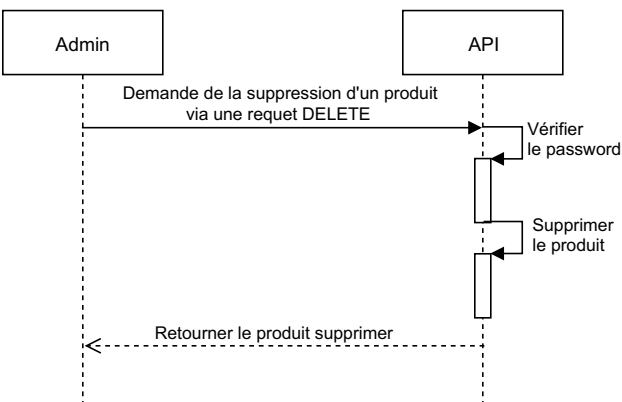 Admin
API
Demande de la suppression d'un produit
via une requet DELETE
Vérifier
le password
Supprimer
le produit
Retourner le produit supprimer